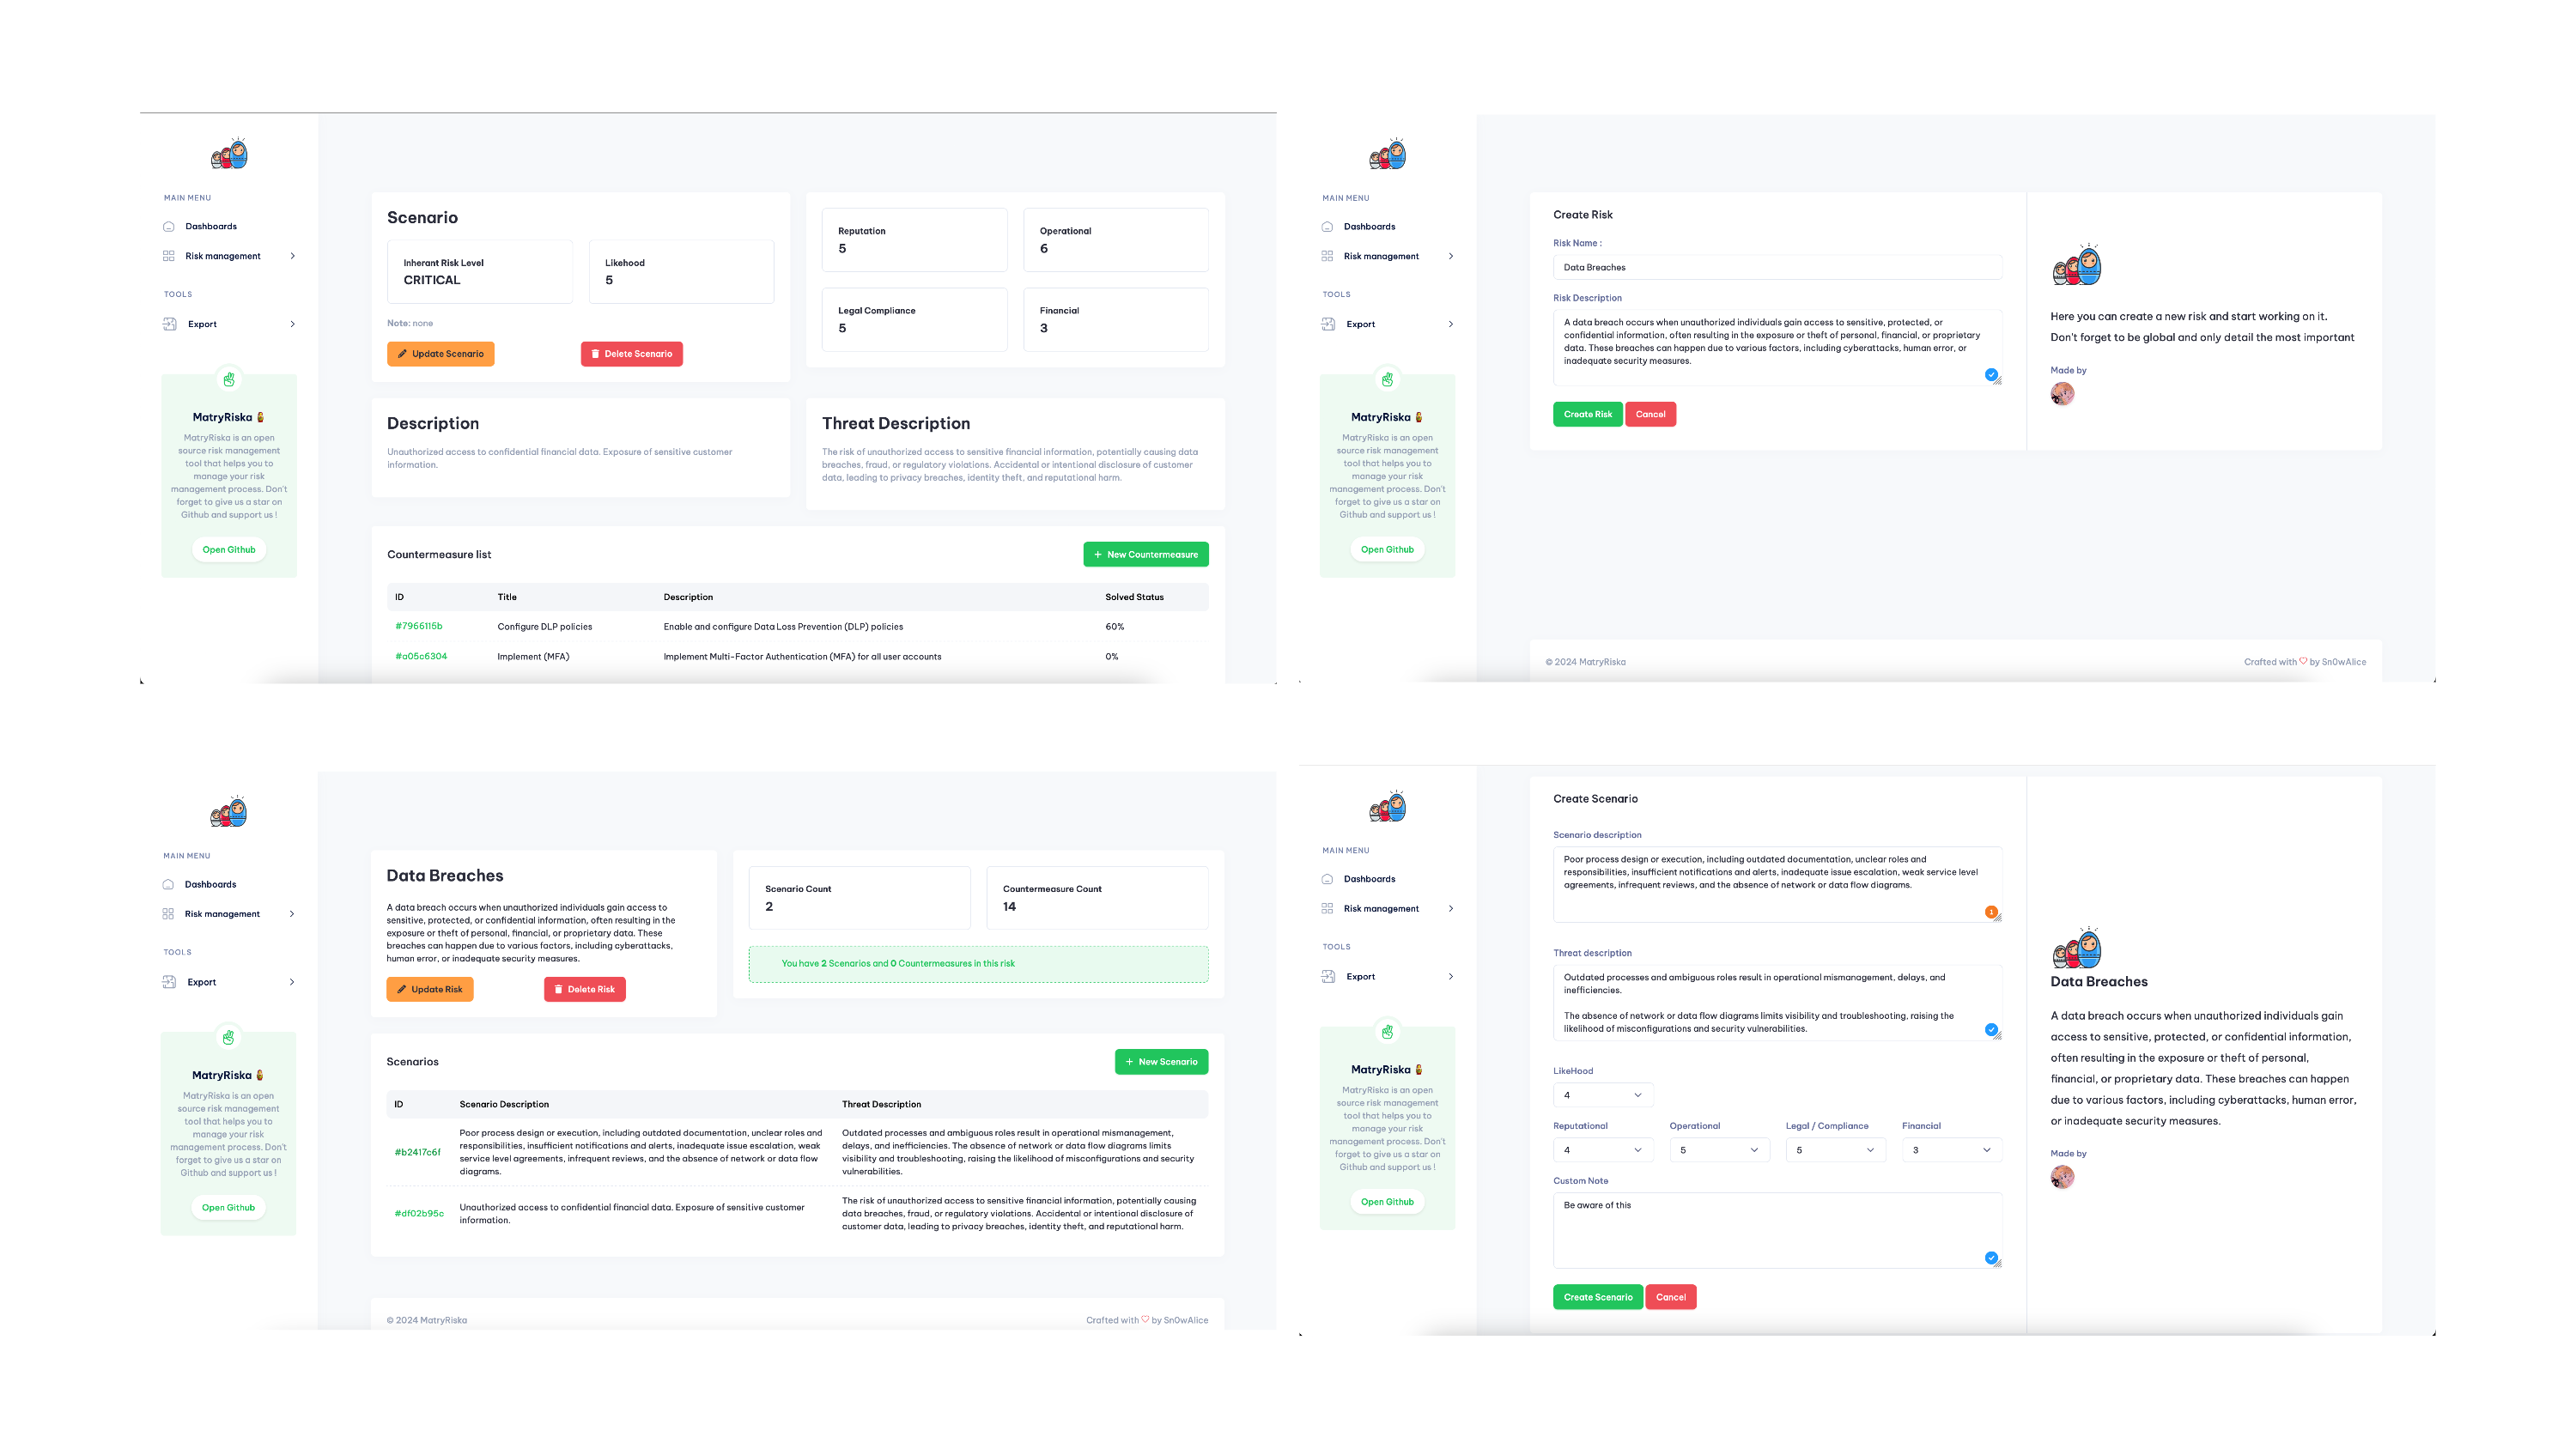 MAIN MENU
Dashboards
Risk management
TOOLS
Export
MatryRiska
MatryRiska is an open
source risk management
tool that helps you to
manage your risk
management process. Don't
forget to give us a star on
Github and support us !
Open Github
Scenario
Inherant Risk Level
CRITICAL
Likehood
5
Note: none
Update Scenario
Delete Scenario
Reputation
5
Operational
6
Legal Compliance
5
Financial
3
Description
Unauthorized access to confidential financial data. Exposure of sensitive customer
information.
Threat Description
The risk of unauthorized access to sensitive financial information, potentially causing data
breaches, fraud, or regulatory violations. Accidental or intentional disclosure of customer
data, leading to privacy breaches, identity theft, and reputational harm.
Countermeasure list
+ New Countermeasure
ID Title Description Solved Status
#7966115b Configure DLP policies Enable and configure Data Loss Prevention (DLP) policies 60%
#a05c6304 Implement (MFA) Implement Multi-Factor Authentication (MFA) for all user accounts 0%
MAIN MENU
Dashboards
Risk management
TOOLS
Export
MatryRiska
MatryRiska is an open
source risk management
tool that helps you to
manage your risk
management process. Don't
forget to give us a star on
Github and support us !
Open Github
Create Risk
Risk Name :
Data Breaches
Risk Description
A data breach occurs when unauthorized individuals gain access to sensitive, protected, or
confidential information, often resulting in the exposure or theft of personal, financial, or proprietary
data. These breaches can happen due to various factors, including cyberattacks, human error, or
inadequate security measures.
Create Risk
Cancel
Here you can create a new risk and start working on it.
Don't forget to be global and only detail the most important
Made by
© 2024 MatryRiska
Crafted with ♡ by Sn0wAlice
MAIN MENU
Dashboards
Risk management
TOOLS
Export
MatryRiska
MatryRiska is an open
source risk management
tool that helps you to
manage your risk
management process. Don't
forget to give us a star on
Github and support us !
Open Github
Data Breaches
A data breach occurs when unauthorized individuals gain access to
sensitive, protected, or confidential information, often resulting in the
exposure or theft of personal, financial, or proprietary data. These
breaches can happen due to various factors, including cyberattacks,
human error, or inadequate security measures.
Update Risk
Delete Risk
Scenario Count
2
Countermeasure Count
14
You have 2 Scenarios and 0 Countermeasures in this risk
Scenarios
+ New Scenario
ID Scenario Description Threat Description
#b2417c6f
Poor process design or execution, including outdated documentation, unclear roles and
responsibilities, insufficient notifications and alerts, inadequate issue escalation, weak
service level agreements, infrequent reviews, and the absence of network or data flow
diagrams.
Outdated processes and ambiguous roles result in operational mismanagement,
delays, and inefficiencies. The absence of network or data flow diagrams limits
visibility and troubleshooting, raising the likelihood of misconfigurations and security
vulnerabilities.
#df02b95c
Unauthorized access to confidential financial data. Exposure of sensitive customer
information.
The risk of unauthorized access to sensitive financial information, potentially causing
data breaches, fraud, or regulatory violations. Accidental or intentional disclosure of
customer data, leading to privacy breaches, identity theft, and reputational harm.
© 2024 MatryRiska
Crafted with ♡ by Sn0wAlice
MAIN MENU
Dashboards
Risk management
TOOLS
Export
MatryRiska
MatryRiska is an open
source risk management
tool that helps you to
manage your risk
management process. Don't
forget to give us a star on
Github and support us !
Open Github
Create Scenario
Scenario description
Poor process design or execution, including outdated documentation, unclear roles and
responsibilities, insufficient notifications and alerts, inadequate issue escalation, weak service level
agreements, infrequent reviews, and the absence of network or data flow diagrams.
1
Threat description
Outdated processes and ambiguous roles result in operational mismanagement, delays, and
inefficiencies.
The absence of network or data flow diagrams limits visibility and troubleshooting, raising the
likelihood of misconfigurations and security vulnerabilities.
LikeHood
4
Reputational Operational Legal / Compliance Financial
4 5 5 3
Custom Note
Be aware of this
Create Scenario
Cancel
Data Breaches
A data breach occurs when unauthorized individuals gain
access to sensitive, protected, or confidential information,
often resulting in the exposure or theft of personal,
financial, or proprietary data. These breaches can happen
due to various factors, including cyberattacks, human error,
or inadequate security measures.
Made by